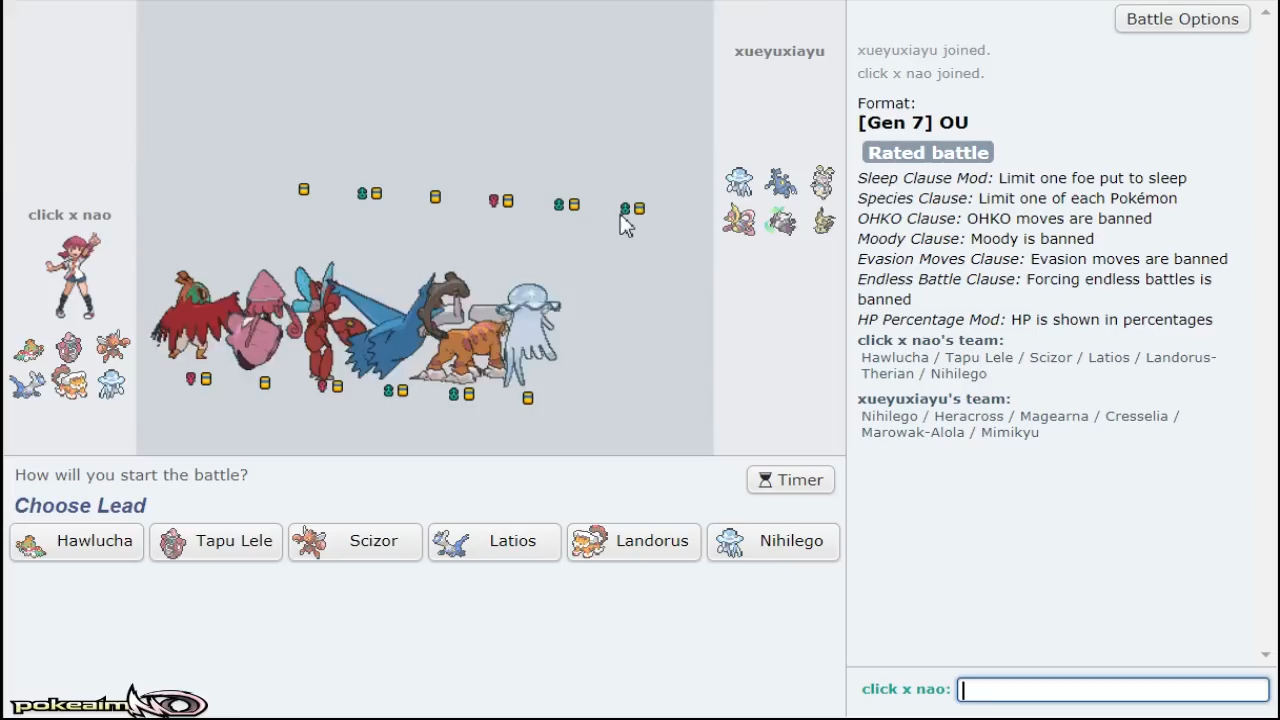 xueyuxiayu
click x nao
How will you start the battle?
Timer
Choose Lead
Hawlucha
Tapu Lele
Scizor
Latios
Landorus
Nihilego
pokeaimMD
Battle Options
xueyuxiayu joined.
click x nao joined.
Format:
[Gen 7] OU
Rated battle
Sleep Clause Mod: Limit one foe put to sleep
Species Clause: Limit one of each Pokémon
OHKO Clause: OHKO moves are banned
Moody Clause: Moody is banned
Evasion Moves Clause: Evasion moves are banned
Endless Battle Clause: Forcing endless battles is
banned
HP Percentage Mod: HP is shown in percentages
click x nao's team:
Hawlucha / Tapu Lele / Scizor / Latios / Landorus-
Therian / Nihilego
xueyuxiayu's team:
Nihilego / Heracross / Magearna / Cresselia /
Marowak-Alola / Mimikyu
click x nao: